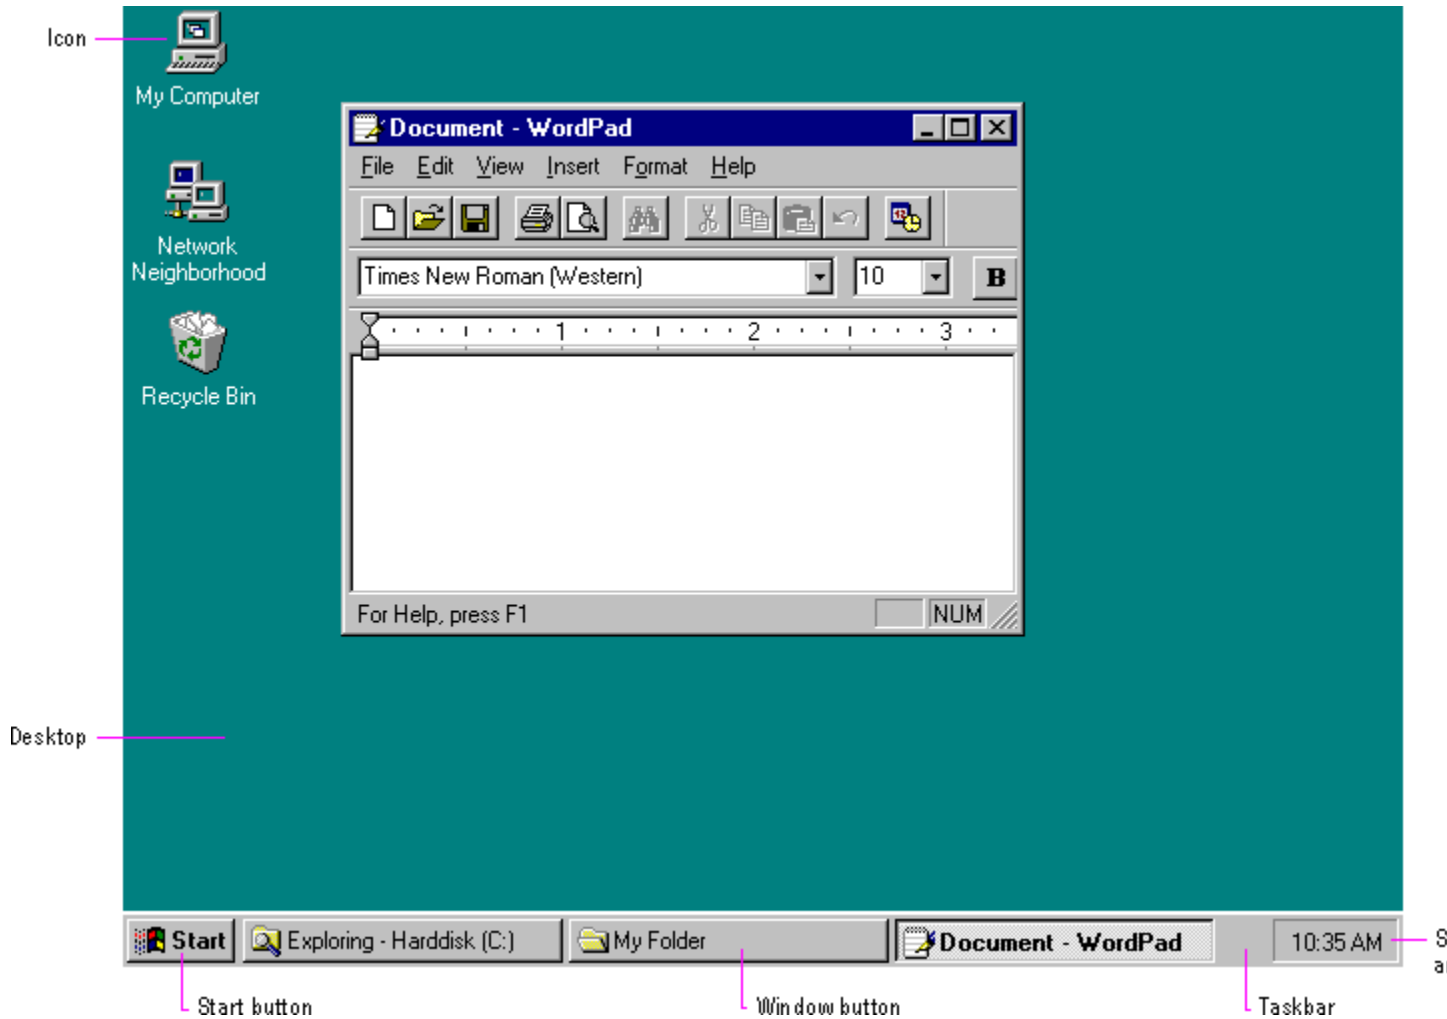 Icon
My Computer
Document - WordPad
File Edit View Insert Format Help
Network
Neighborhood
Times New Roman (Western) 10 B
1 2 3
Recycle Bin
For Help, press F1 NUM
Desktop
Start Exploring - Harddisk (C:) My Folder Document - WordPad 10:35 AM
Start button Window button Taskbar